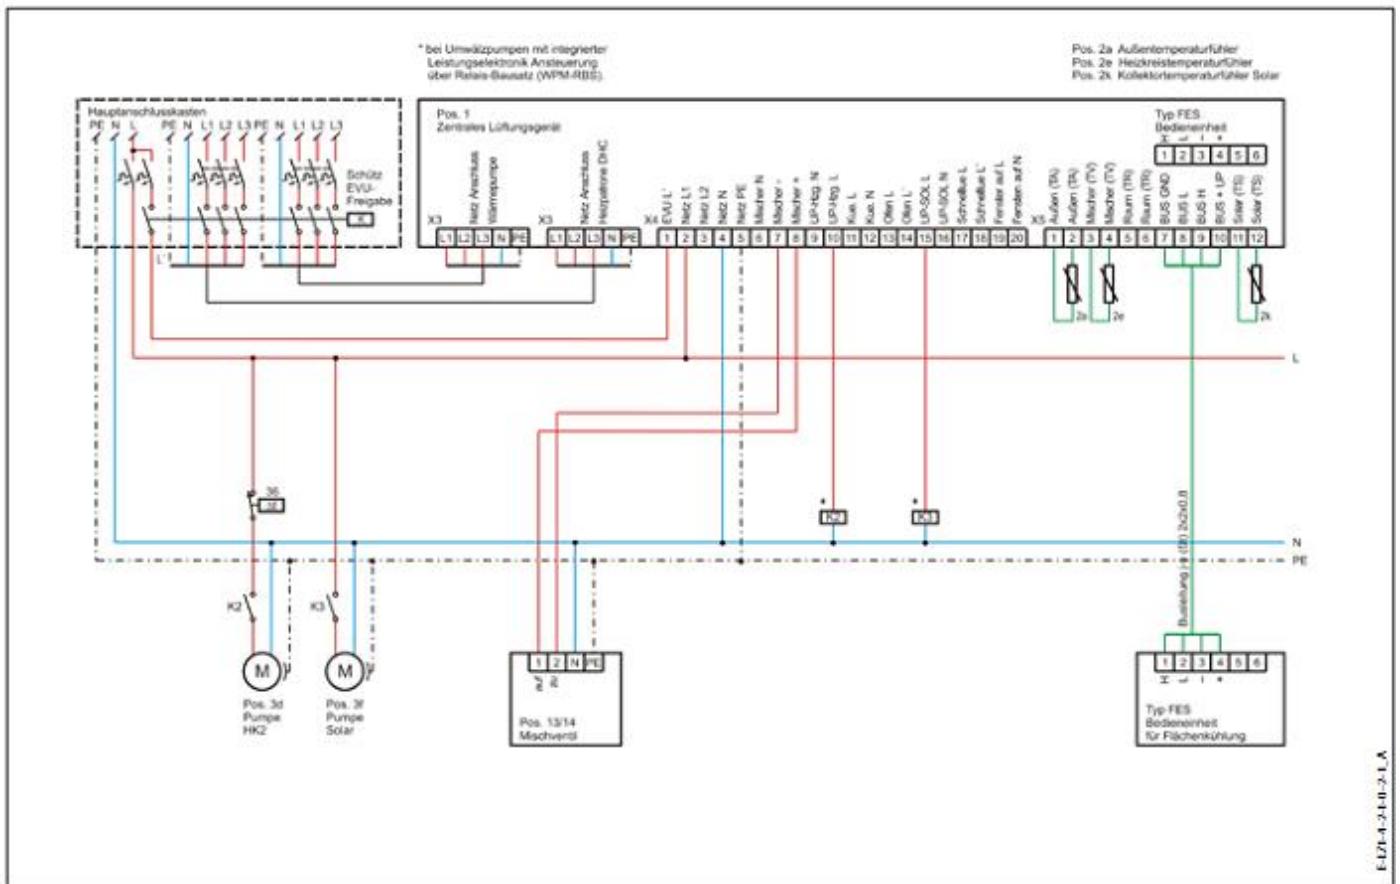 * bei Umwälzpumpen mit integrierter
Leistungselektronik Ansteuerung
über Relais-Bausatz (WPM-RBS).
Pos. 2a Außentemperaturfühler
Pos. 2e Heizkreistemperaturfühler
Pos. 2k Kollektortemperaturfühler Solar
Hauptanschlusskasten
PE N L PE N L1 L2 L3 PE N L1 L2 L3
Schütz
EVU-
Freigabe
K
L'
Pos. 1
Zentrales Lüftungsgerät
Typ FES
Bedieneinheit
H L – +
1 2 3 4 5 6
Netz Anschluss
Wärmepumpe
X3
L1 L2 L3 N PE
Netz Anschluss
Heizpatrone DHC
X3
L1 L2 L3 N PE
X4
EVU L'
Netz L1
Netz L2
Netz N
Netz PE
Mischer N
Mischer -
Mischer +
UP-Hzg. N
UP-Hzg. L
Kue. L
Kue. N
Ofen L
Ofen L'
UP-SOL L
UP-SOL N
Schnellue L
Schnellue L'
Fenster auf L
Fenster auf N
1 2 3 4 5 6 7 8 9 10 11 12 13 14 15 16 17 18 19 20
X5
Außen (TA)
Außen (TA)
Mischer (TV)
Mischer (TV)
Raum (TR)
Raum (TR)
BUS GND
BUS L
BUS H
BUS + UP
Solar (TS)
Solar (TS)
1 2 3 4 5 6 7 8 9 10 11 12
2a
2e
2k
L
36
*
K2
*
K3
N
PE
Busleitung
2x2x0.8
K2
K3
M
M
Pos. 3d
Pumpe
HK2
Pos. 3f
Pumpe
Solar
1 2 N PE
auf
zu
Pos. 13/14
Mischventil
1 2 3 4 5 6
H L – +
Typ FES
Bedieneinheit
für Flächenkühlung